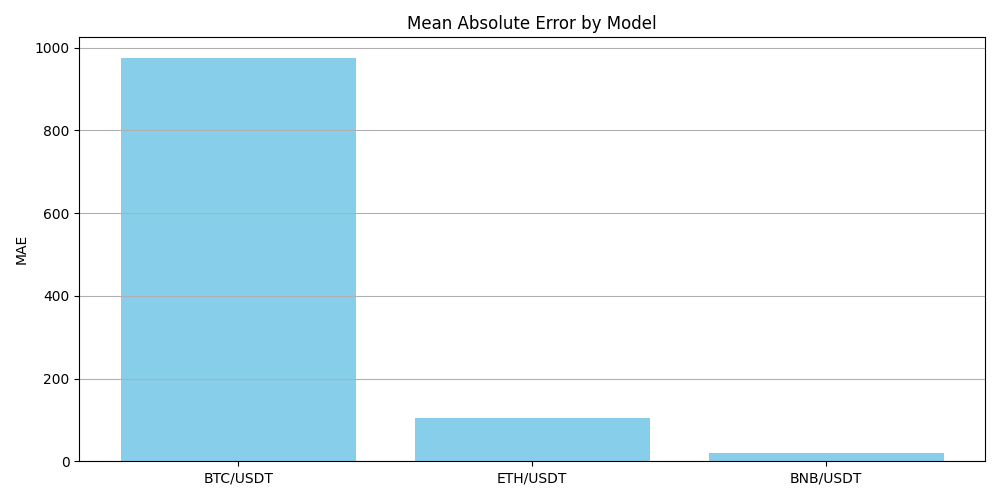 Mean Absolute Error by Model
1000
800
600
400
200
0
MAE
BTC/USDT
ETH/USDT
BNB/USDT